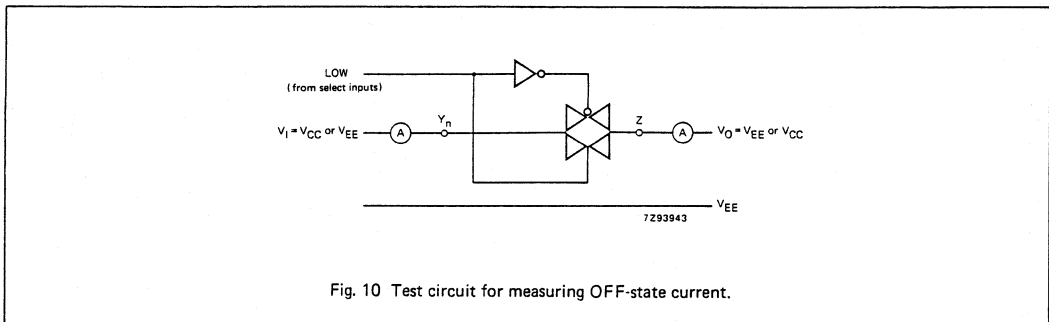 LOW
(from select inputs)
V_I = V_CC or V_EE
A
Y_n
Z
A
V_O = V_EE or V_CC
V_EE
7Z93943
Fig. 10 Test circuit for measuring OFF-state current.